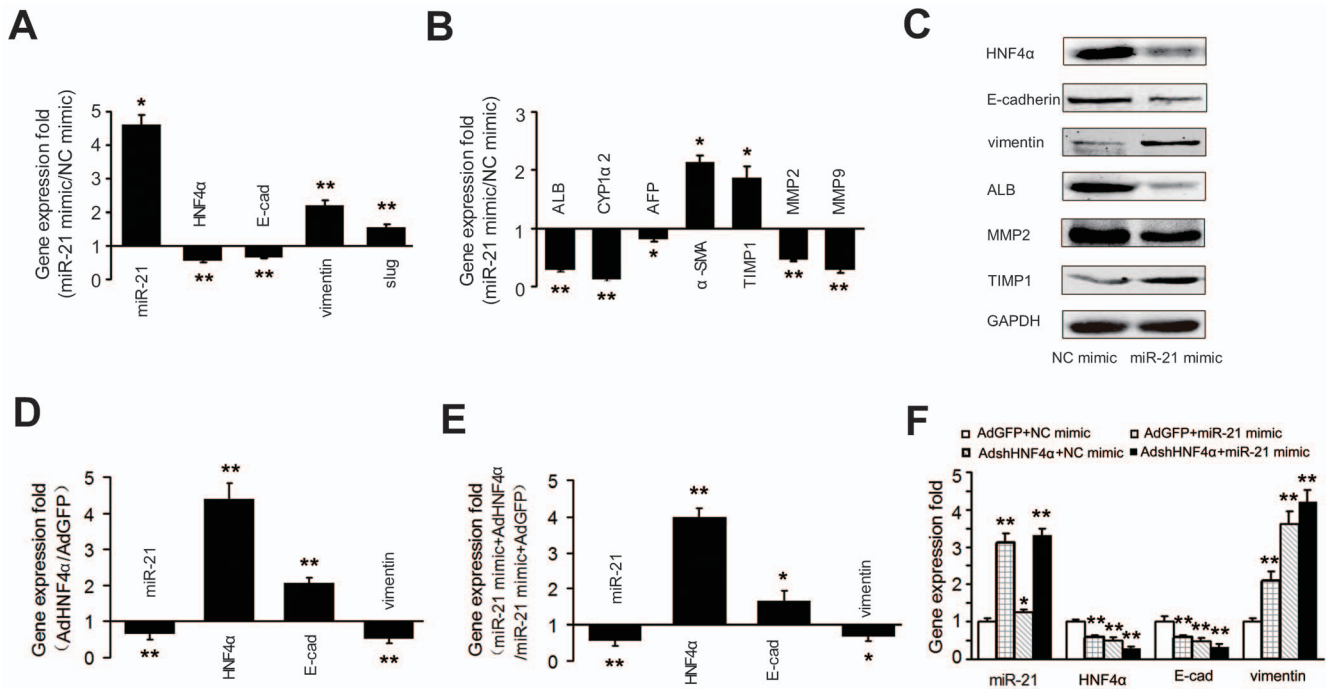 A
Gene expression fold
(miR-21 mimic/NC mimic)
5
4
3
2
1
0
*
**
**
**
**
miR-21
HNF4α
E-cad
vimentin
slug
B
Gene expression fold
(miR-21 mimic/NC mimic)
3
2
1
0
ALB
CYP1α 2
AFP
α -SMA
TIMP1
MMP2
MMP9
**
**
*
*
*
**
**
C
HNF4α
E-cadherin
vimentin
ALB
MMP2
TIMP1
GAPDH
NC mimic miR-21 mimic
D
Gene expression fold
(AdHNF4α/AdGFP)
5
4
3
2
1
0
miR-21
HNF4α
E-cad
vimentin
**
**
**
**
E
Gene expression fold
(miR-21 mimic+AdHNF4α
/miR-21 mimic+AdGFP)
5
4
3
2
1
0
miR-21
HNF4α
E-cad
vimentin
**
**
*
*
F
AdGFP+NC mimic AdGFP+miR-21 mimic
AdshHNF4α+NC mimic AdshHNF4α+miR-21 mimic
Gene expression fold
5
4
3
2
1
0
** * **
** ** **
** ** **
** ** **
miR-21 HNF4α E-cad vimentin